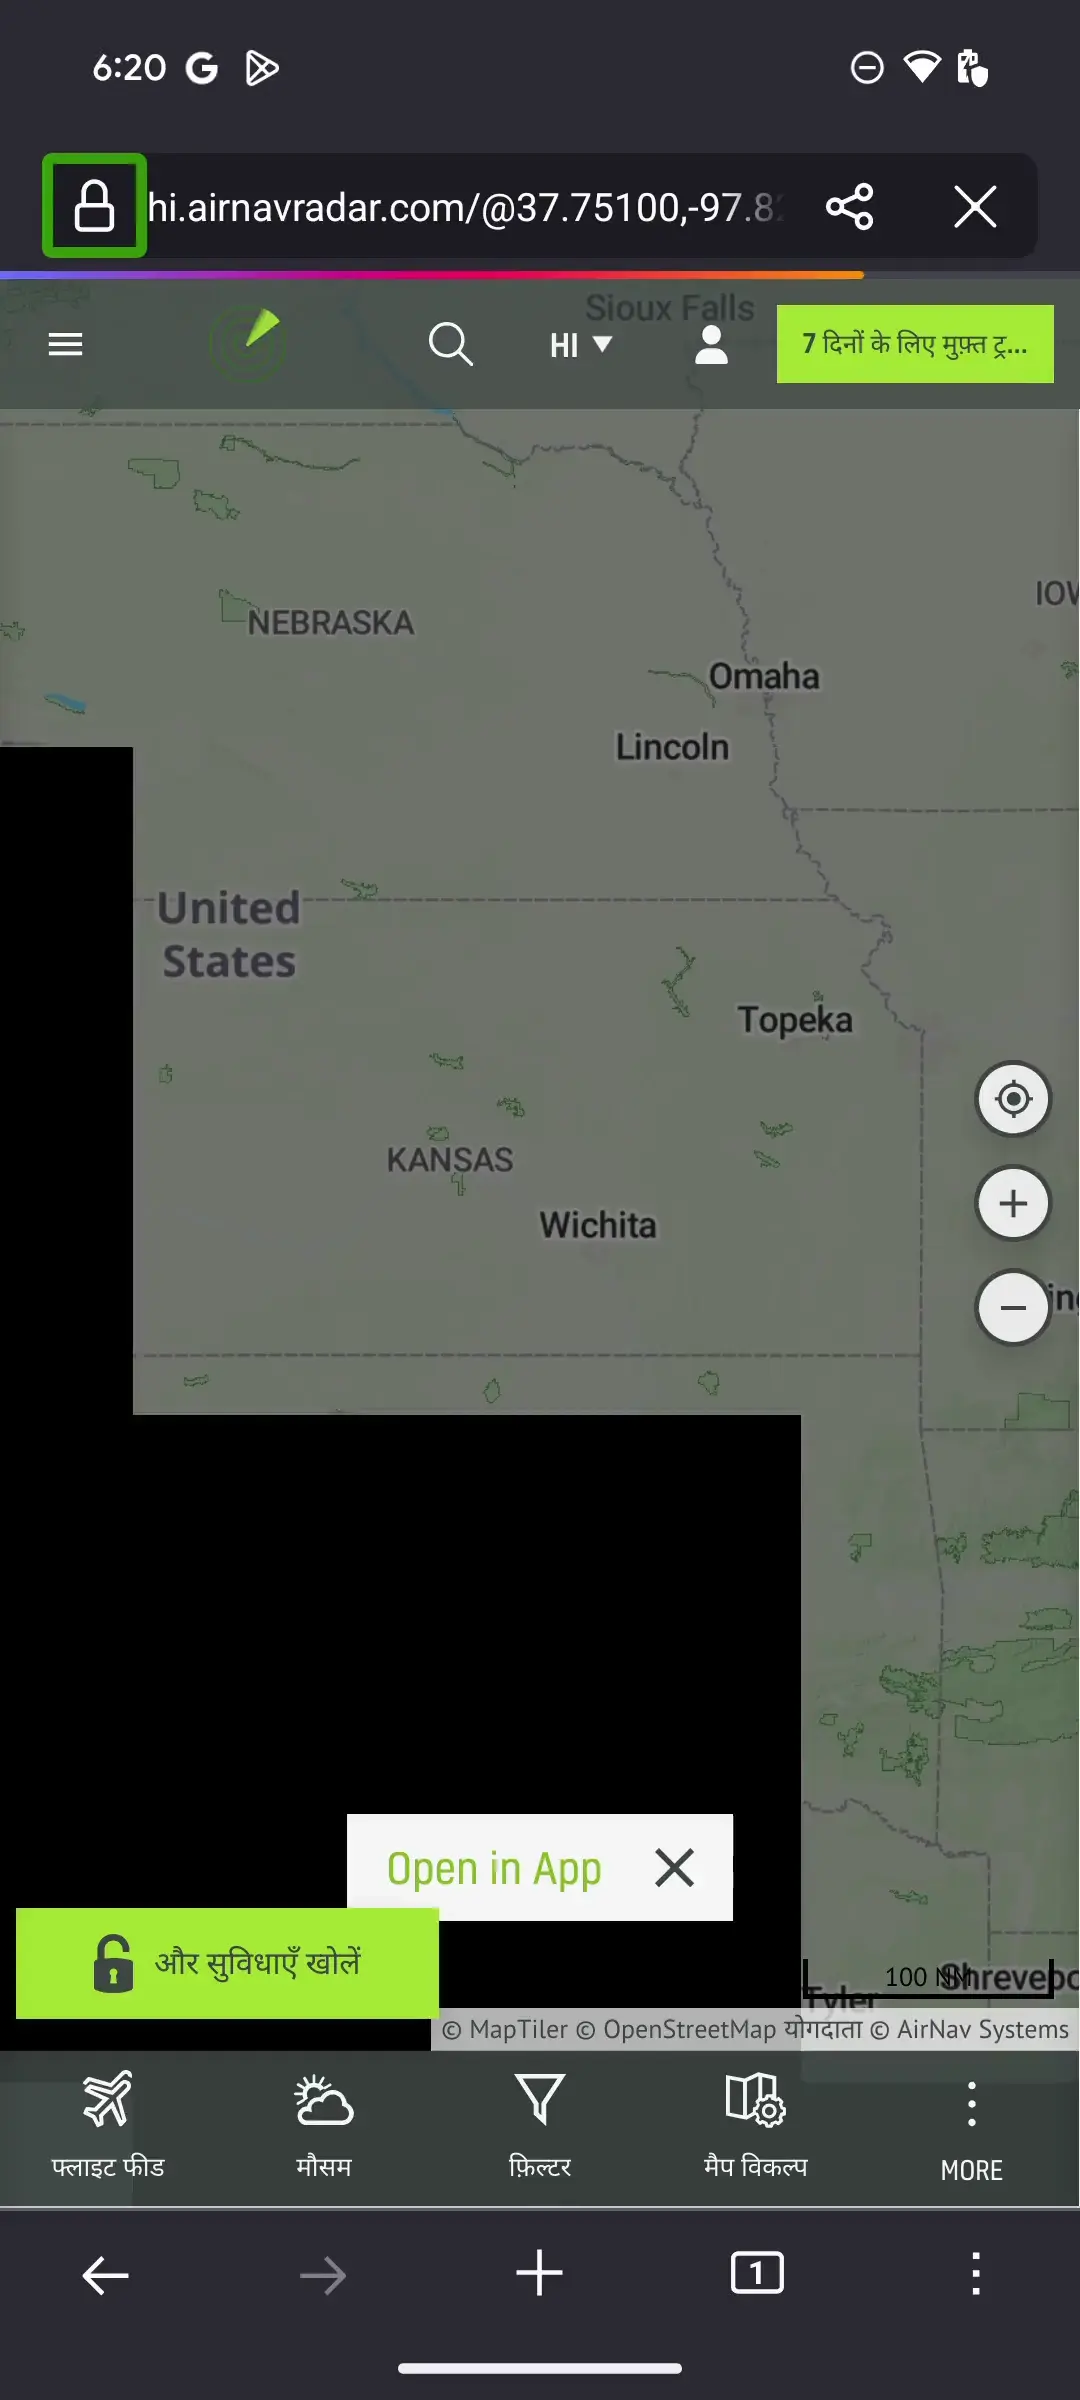 6:20
hi.airnavradar.com/@37.75100,-97.8
Sioux Falls
HI
7 दिनों के लिए मुफ़्त ट्र...
NEBRASKA
Omaha
Lincoln
United
States
Topeka
KANSAS
Wichita
Open in App
और सुविधाएँ खोलें
100 NM
Tyler
© MapTiler © OpenStreetMap योगदाता © AirNav Systems
फ्लाइट फीड
मौसम
फ़िल्टर
मैप विकल्प
MORE
1